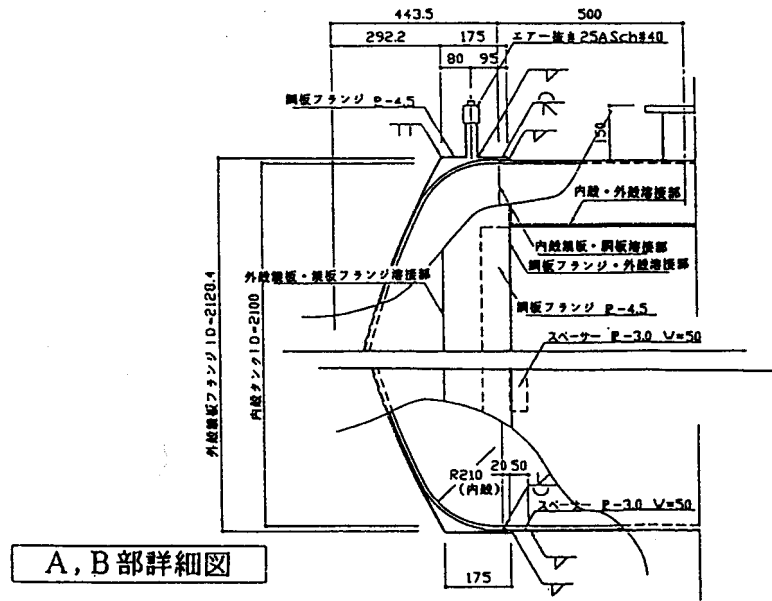 443.5
500
292.2
175
エアー抜き25ASch#40
80
95
鋼板フランジ P-4.5
150
内殻・外殻溶接部
内殻鏡板・胴板溶接部
外殻鏡板・鏡板フランジ溶接部
胴板フランジ・外殻溶接部
胴板フランジ P-4.5
スペーサー P-3.0 W=50
外殻鏡板フランジID=2120.4
内殻タンクID=2100
R210
(内殻)
20
50
スペーサー P-3.0 W=50
175
A,B部詳細図